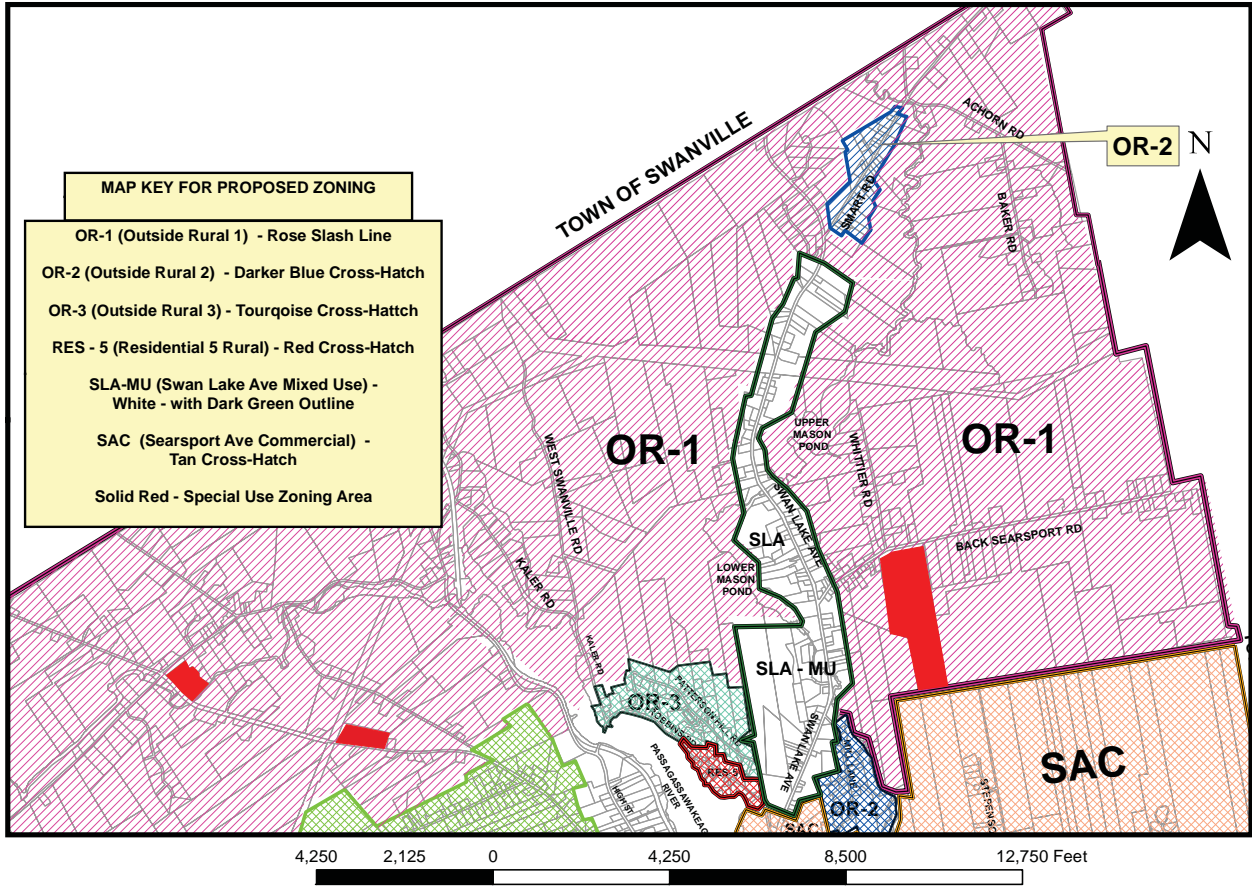 TOWN OF SWANVILLE
ACHORN RD
OR-2
N
SMART RD
BAKER RD
MAP KEY FOR PROPOSED ZONING
OR-1 (Outside Rural 1) - Rose Slash Line
OR-2 (Outside Rural 2) - Darker Blue Cross-Hatch
OR-3 (Outside Rural 3) - Tourqoise Cross-Hattch
RES - 5 (Residential 5 Rural) - Red Cross-Hatch
SLA-MU (Swan Lake Ave Mixed Use) -
White - with Dark Green Outline
SAC (Searsport Ave Commercial) -
Tan Cross-Hatch
Solid Red - Special Use Zoning Area
OR-1
OR-1
UPPER
MASON
POND
WHITTIER RD
WEST SWANVILLE RD
SWAN LAKE AVE
BACK SEARSPORT RD
SLA
LOWER
MASON
POND
KALER RD
KALER RD
SLA - MU
OR-3
RES-5
SWAN LAKE AVE
PASSAGASSAWAKEAG
RIVER
HIGH ST
OR-2
SAC
SAC
4,250 2,125 0 4,250 8,500 12,750 Feet